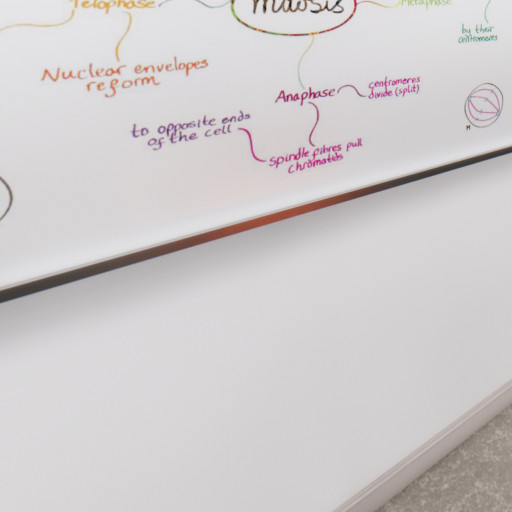 Telophase
Metaphase
by their
centromeres
Nuclear envelopes
reform
Anaphase
centromeres
divide (split)
to opposite ends
of the cell
spindle fibres pull
chromatids
M